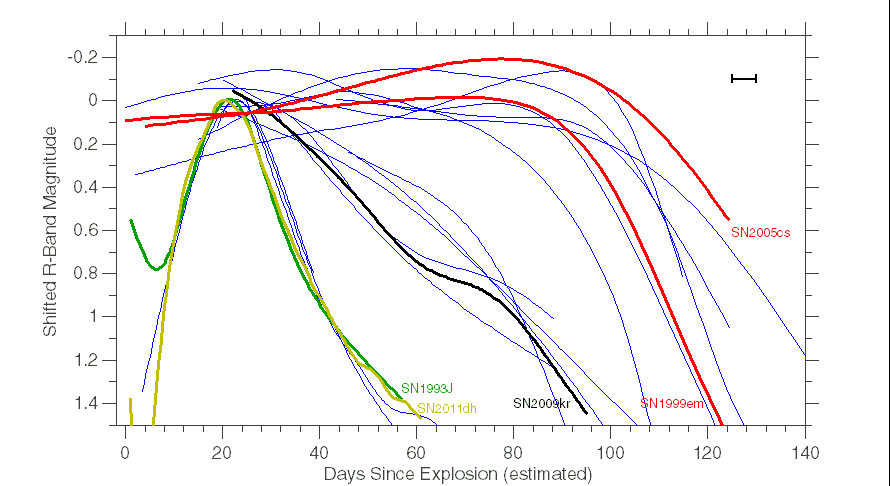 -0.2
0
0.2
0.4
0.6
0.8
1
1.2
1.4
Shifted R-Band Magnitude
SN2005cs
SN1993J
SN2011dh
SN2009kr
SN1999em
0 20 40 60 80 100 120 140
Days Since Explosion (estimated)